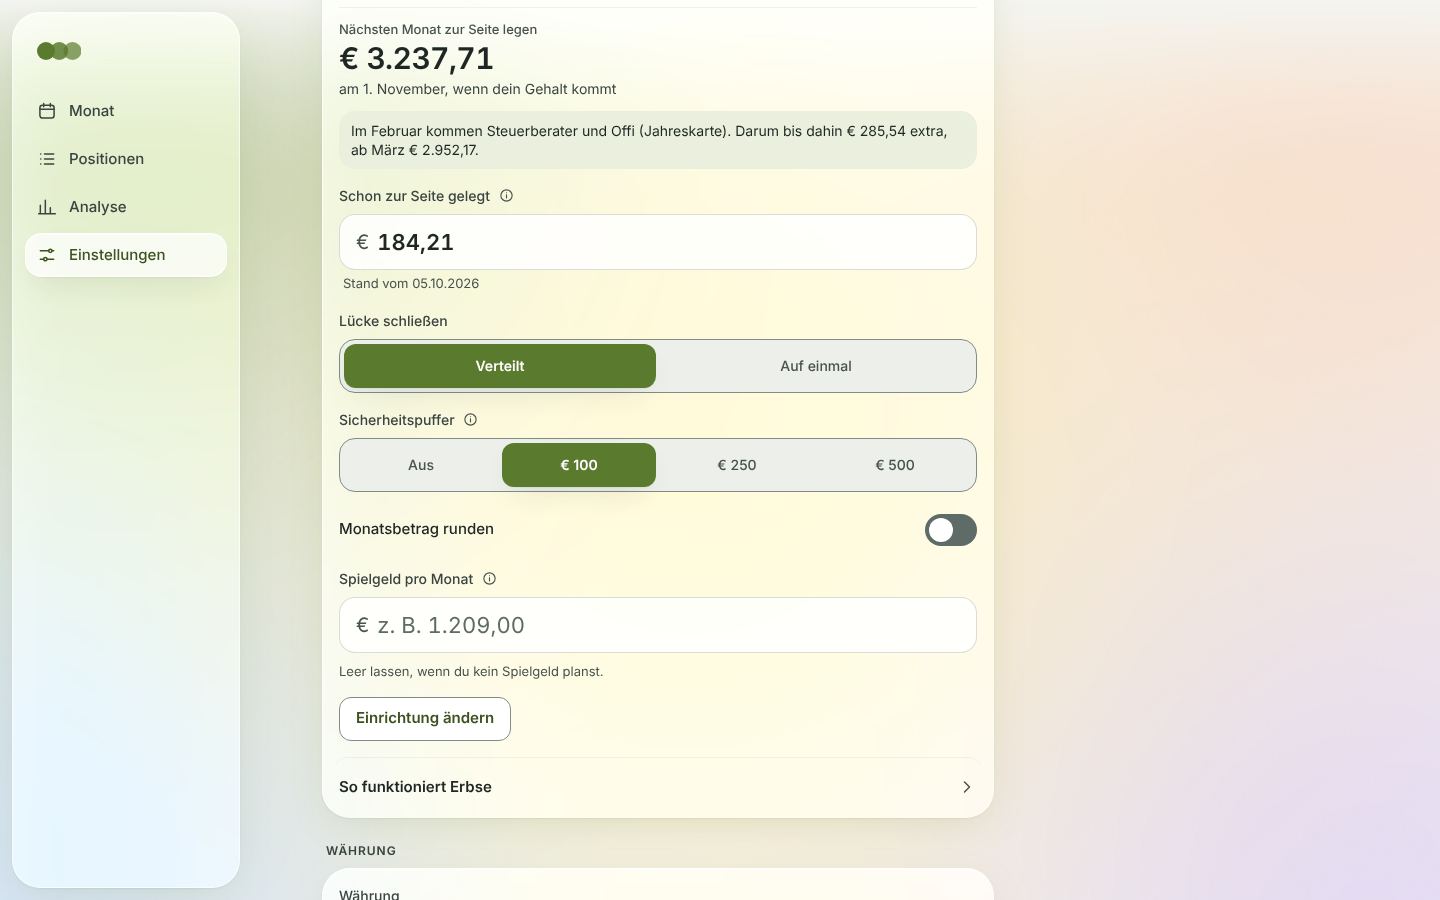 Monat
Positionen
Analyse
Einstellungen
Nächsten Monat zur Seite legen
€ 3.237,71
am 1. November, wenn dein Gehalt kommt
Im Februar kommen Steuerberater und Offi (Jahreskarte). Darum bis dahin € 285,54 extra,
ab März € 2.952,17.
Schon zur Seite gelegt
€ 184,21
Stand vom 05.10.2026
Lücke schließen
Verteilt
Auf einmal
Sicherheitspuffer
Aus
€ 100
€ 250
€ 500
Monatsbetrag runden
Spielgeld pro Monat
€ z. B. 1.209,00
Leer lassen, wenn du kein Spielgeld planst.
Einrichtung ändern
So funktioniert Erbse
WÄHRUNG
Währung